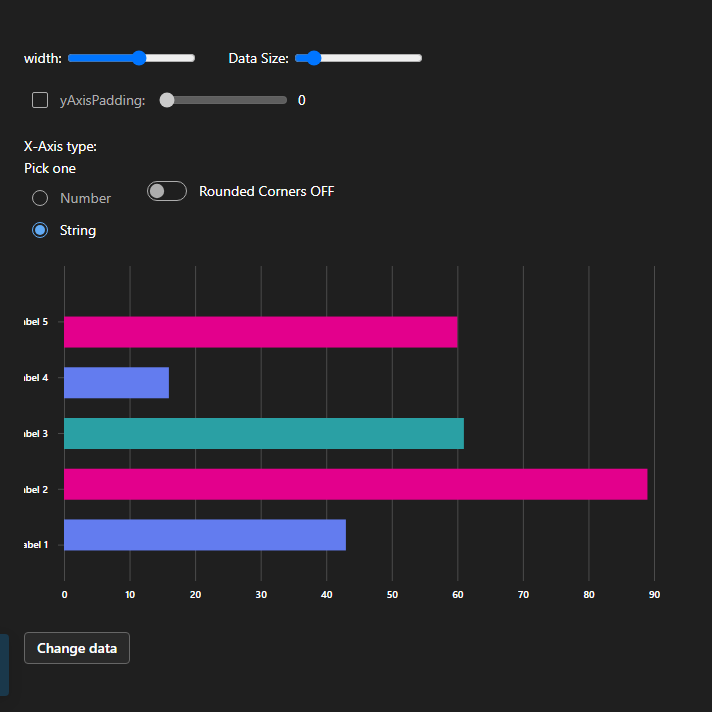 width: Data Size:
yAxisPadding: 0
X-Axis type:
Pick one
Number
Rounded Corners OFF
String
abel 5
abel 4
abel 3
abel 2
abel 1
0 10 20 30 40 50 60 70 80 90
Change data